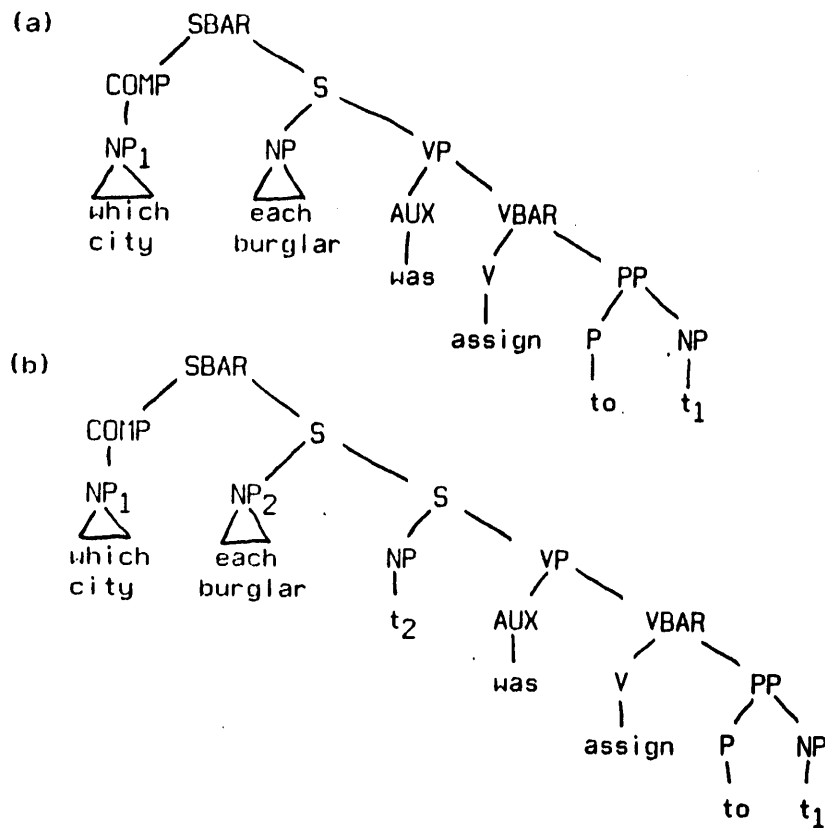 (a)
SBAR
COMP S
NP1 NP VP
which each AUX VBAR
city burglar
was V PP
assign P NP
to t1
(b)
SBAR
COMP S
NP1 NP2 S
which each NP VP
city burglar
t2 AUX VBAR
was V PP
assign P NP
to t1